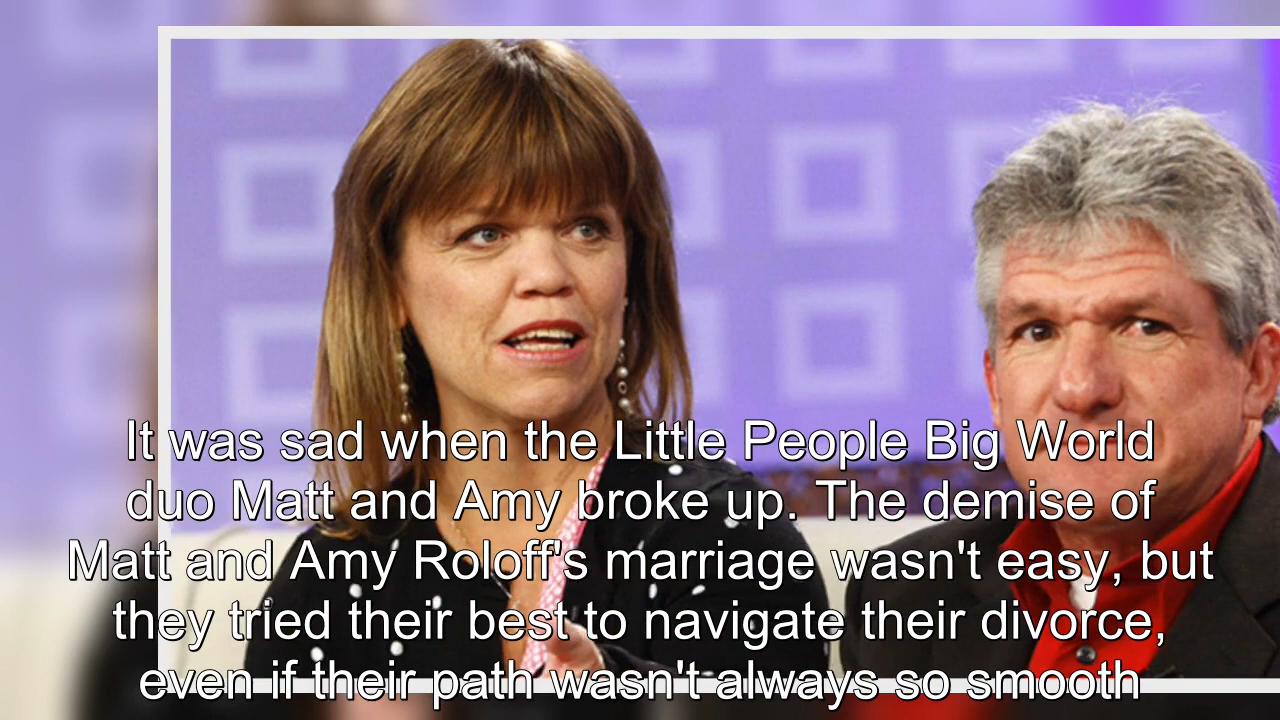 It was sad when the Little People Big World
duo Matt and Amy broke up. The demise of
Matt and Amy Roloff's marriage wasn't easy, but
they tried their best to navigate their divorce,
even if their path wasn't always so smooth